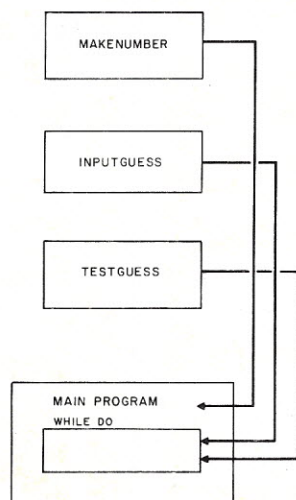 MAKENUMBER
INPUTGUESS
TESTGUESS
MAIN PROGRAM
WHILE DO